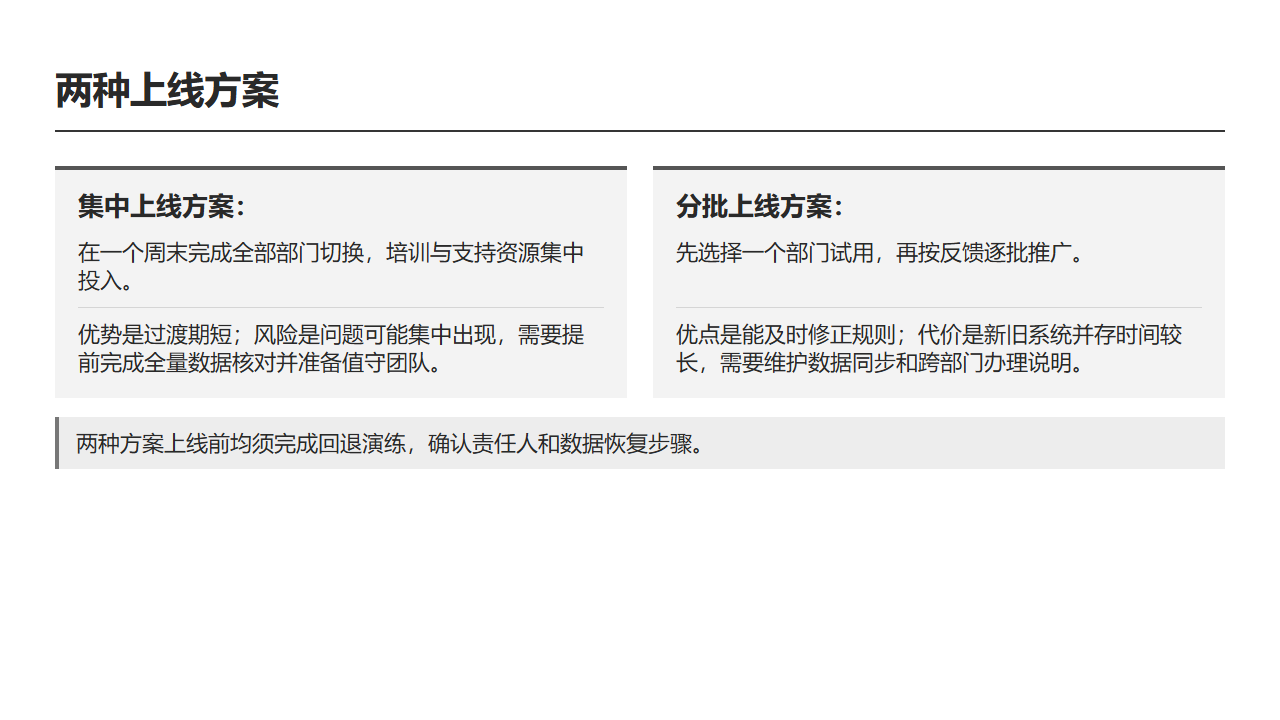 两种上线方案
集中上线方案：
在一个周末完成全部部门切换，培训与支持资源集中
投入。
优势是过渡期短；风险是问题可能集中出现，需要提
前完成全量数据核对并准备值守团队。
分批上线方案：
先选择一个部门试用，再按反馈逐批推广。
优点是能及时修正规则；代价是新旧系统并存时间较
长，需要维护数据同步和跨部门办理说明。
两种方案上线前均须完成回退演练，确认责任人和数据恢复步骤。